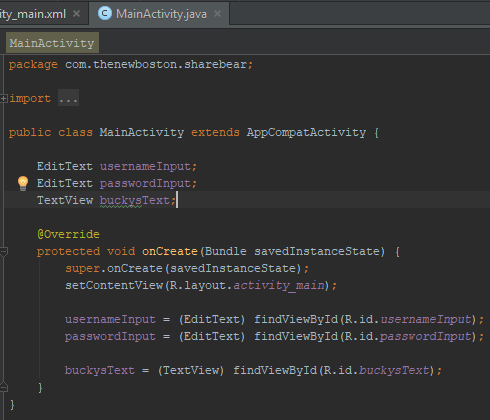 ity_main.xml × MainActivity.java ×
MainActivity
package com.thenewboston.sharebear;
import ...
public class MainActivity extends AppCompatActivity {
EditText usernameInput;
EditText passwordInput;
TextView buckysText;
@Override
protected void onCreate(Bundle savedInstanceState) {
super.onCreate(savedInstanceState);
setContentView(R.layout.activity_main);
usernameInput = (EditText) findViewById(R.id.usernameInput);
passwordInput = (EditText) findViewById(R.id.passwordInput);
buckysText = (TextView) findViewById(R.id.buckysText);
}
}